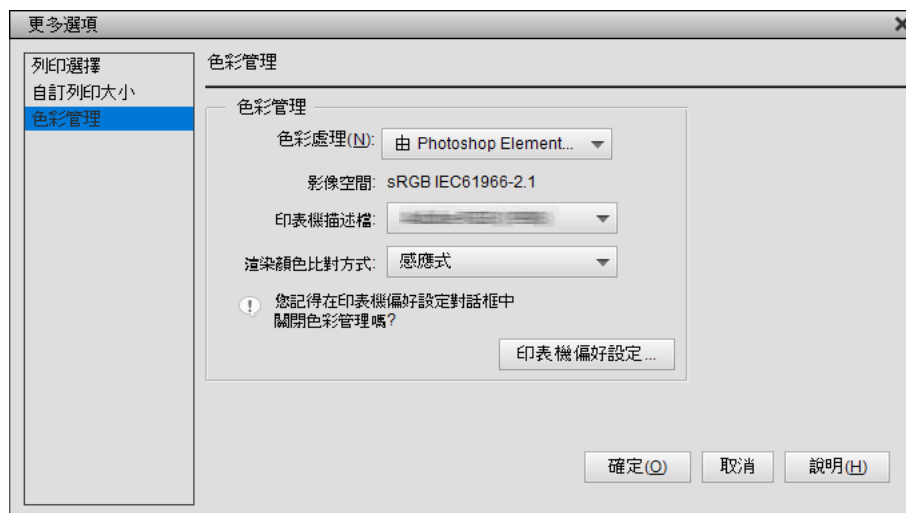 更多選項
列印選擇
自訂列印大小
色彩管理
色彩管理
色彩管理
色彩處理(N): 由 Photoshop Element...
影像空間: sRGB IEC61966-2.1
印表機描述檔:
渲染顏色比對方式: 感應式
您記得在印表機偏好設定對話框中
關閉色彩管理嗎?
印表機偏好設定...
確定(O) 取消 說明(H)